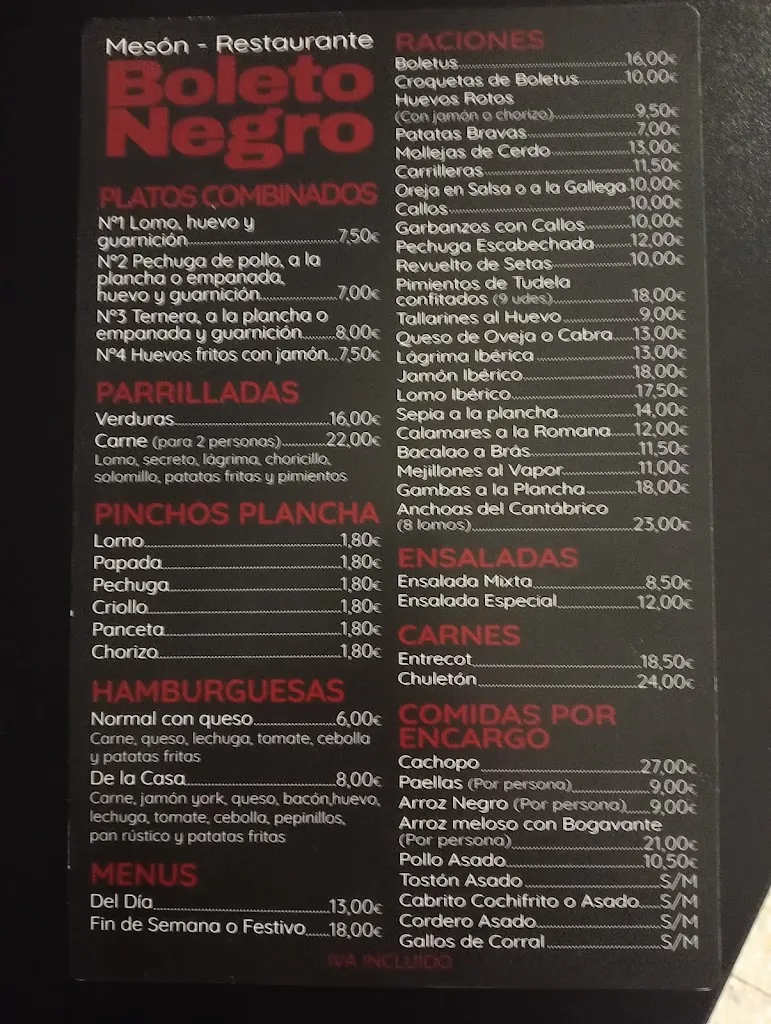 Mesón - Restaurante
Boleto
Negro
PLATOS COMBINADOS
Nº1 Lomo, huevo y
guarnición 7,50€
Nº2 Pechuga de pollo, a la
plancha o empanada,
huevo y guarnición 7,00€
Nº3 Ternera, a la plancha o
empanada y guarnición 8,00€
Nº4 Huevos fritos con jamón 7,50€
PARRILLADAS
Verduras 16,00€
Carne (para 2 personas) 22,00€
Lomo, secreto, lágrima, choricillo,
solomillo, patatas fritas y pimientos
PINCHOS PLANCHA
Lomo 1,80€
Papada 1,80€
Pechuga 1,80€
Criollo 1,80€
Panceta 1,80€
Chorizo 1,80€
HAMBURGUESAS
Normal con queso 6,00€
Carne, queso, lechuga, tomate, cebolla
y patatas fritas
De la Casa 8,00€
Carne, jamón york, queso, bacón,huevo,
lechuga, tomate, cebolla, pepinillos,
pan rústico y patatas fritas
MENUS
Del Día 13,00€
Fin de Semana o Festivo 18,00€
RACIONES
Boletus 16,00€
Croquetas de Boletus 10,00€
Huevos Rotos
(Con jamón o chorizo) 9,50€
Patatas Bravas 7,00€
Mollejas de Cerdo 13,00€
Carrilleras 11,50€
Oreja en Salsa o a la Gallega 10,00€
Callos 10,00€
Garbanzos con Callos 10,00€
Pechuga Escabechada 12,00€
Revuelto de Setas 10,00€
Pimientos de Tudela
confitados (9 udes) 18,00€
Tallarines al Huevo 9,00€
Queso de Oveja o Cabra 13,00€
Lágrima Ibérica 13,00€
Jamón Ibérico 18,00€
Lomo Ibérico 17,50€
Sepia a la plancha 14,00€
Calamares a la Romana 12,00€
Bacalao a Brás 11,50€
Mejillones al Vapor 11,00€
Gambas a la Plancha 18,00€
Anchoas del Cantábrico
(8 lomos) 23,00€
ENSALADAS
Ensalada Mixta 8,50€
Ensalada Especial 12,00€
CARNES
Entrecot 18,50€
Chuletón 24,00€
COMIDAS POR
ENCARGO
Cachopo 27,00€
Paellas (Por persona) 9,00€
Arroz Negro (Por persona) 9,00€
Arroz meloso con Bogavante
(Por persona) 21,00€
Pollo Asado 10,50€
Tostón Asado S/M
Cabrito Cochifrito o Asado S/M
Cordero Asado S/M
Gallos de Corral S/M
IVA INCLUIDO